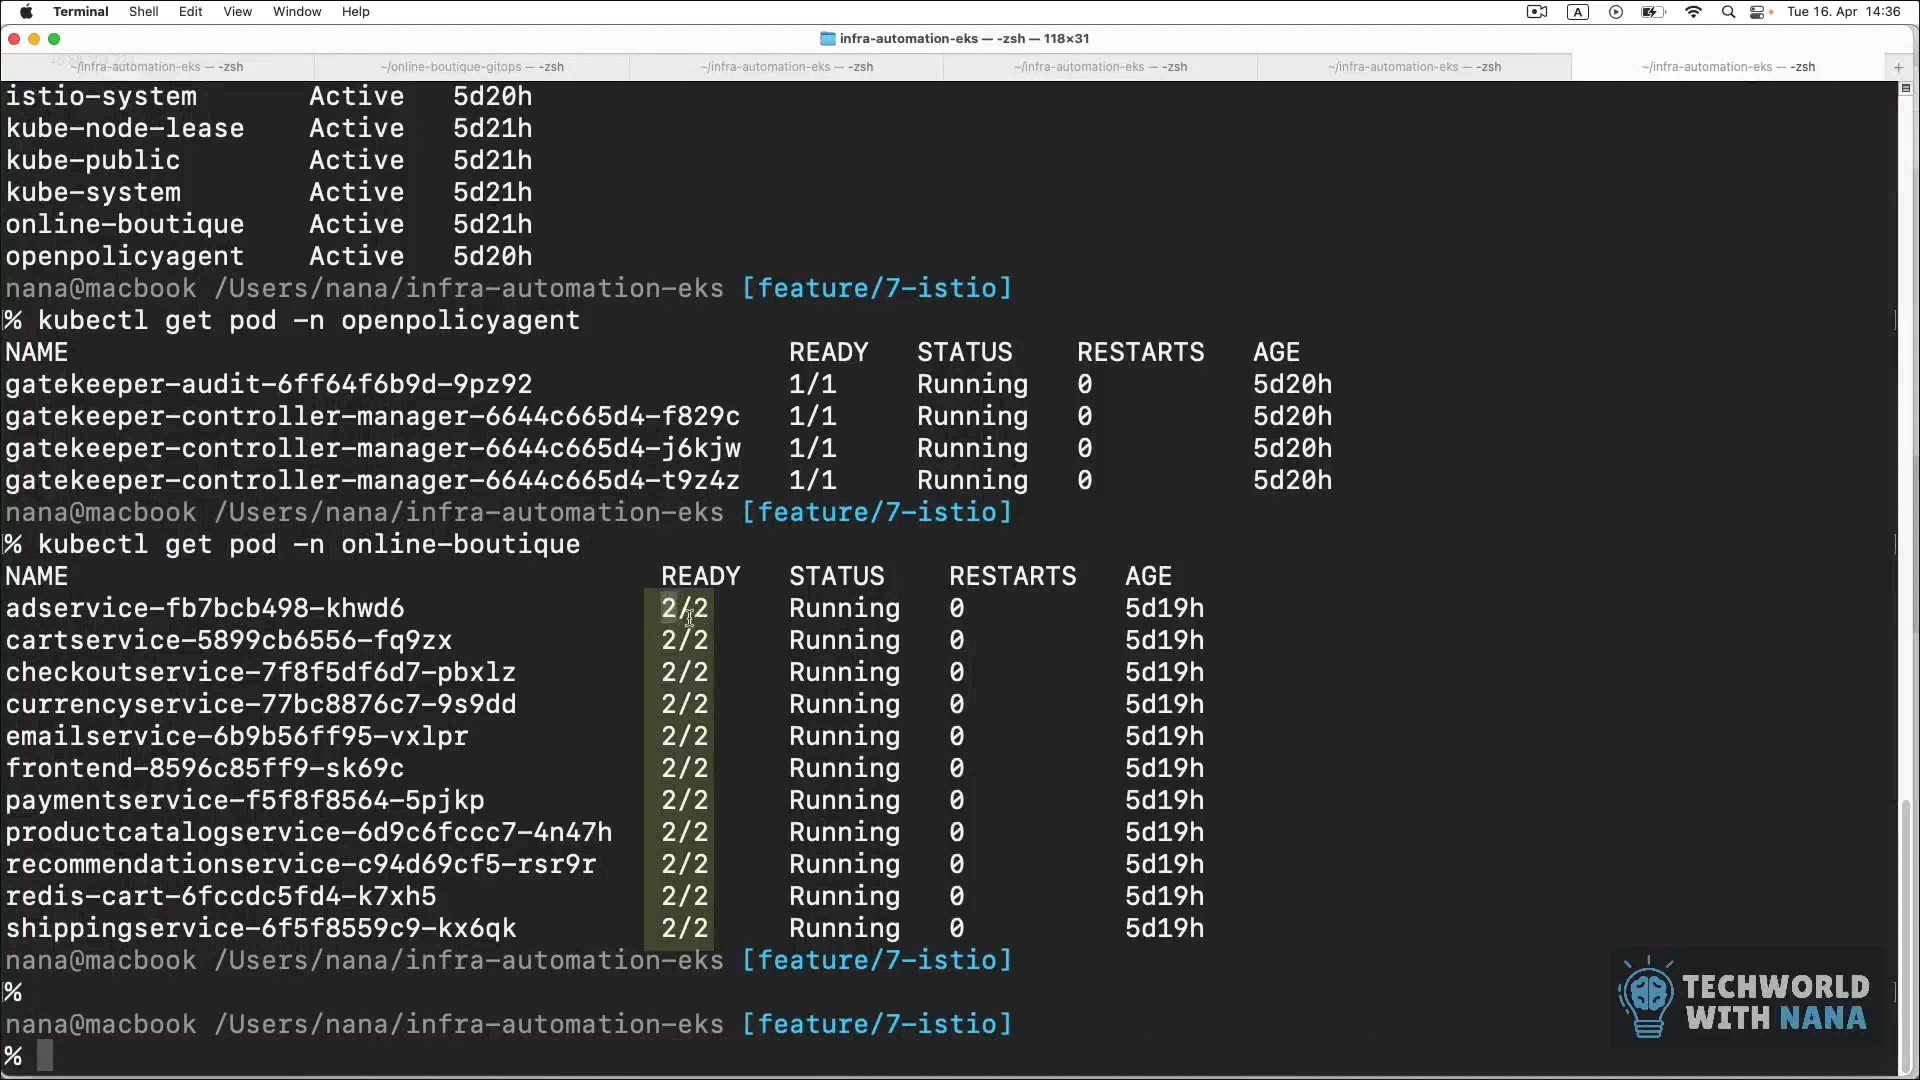 Terminal Shell Edit View Window Help A Tue 16. Apr 14:36
infra-automation-eks — -zsh — 118×31
~/infra-automation-eks — -zsh ~/online-boutique-gitops — -zsh ~/infra-automation-eks — -zsh ~/infra-automation-eks — -zsh ~/infra-automation-eks — -zsh ~/infra-automation-eks — -zsh +
istio-system Active 5d20h
kube-node-lease Active 5d21h
kube-public Active 5d21h
kube-system Active 5d21h
online-boutique Active 5d21h
openpolicyagent Active 5d20h
nana@macbook /Users/nana/infra-automation-eks [feature/7-istio]
% kubectl get pod -n openpolicyagent
NAME READY STATUS RESTARTS AGE
gatekeeper-audit-6ff64f6b9d-9pz92 1/1 Running 0 5d20h
gatekeeper-controller-manager-6644c665d4-f829c 1/1 Running 0 5d20h
gatekeeper-controller-manager-6644c665d4-j6kjw 1/1 Running 0 5d20h
gatekeeper-controller-manager-6644c665d4-t9z4z 1/1 Running 0 5d20h
nana@macbook /Users/nana/infra-automation-eks [feature/7-istio]
% kubectl get pod -n online-boutique
NAME READY STATUS RESTARTS AGE
adservice-fb7bcb498-khwd6 2/2 Running 0 5d19h
cartservice-5899cb6556-fq9zx 2/2 Running 0 5d19h
checkoutservice-7f8f5df6d7-pbxlz 2/2 Running 0 5d19h
currencyservice-77bc8876c7-9s9dd 2/2 Running 0 5d19h
emailservice-6b9b56ff95-vxlpr 2/2 Running 0 5d19h
frontend-8596c85ff9-sk69c 2/2 Running 0 5d19h
paymentservice-f5f8f8564-5pjkp 2/2 Running 0 5d19h
productcatalogservice-6d9c6fccc7-4n47h 2/2 Running 0 5d19h
recommendationservice-c94d69cf5-rsr9r 2/2 Running 0 5d19h
redis-cart-6fccdc5fd4-k7xh5 2/2 Running 0 5d19h
shippingservice-6f5f8559c9-kx6qk 2/2 Running 0 5d19h
nana@macbook /Users/nana/infra-automation-eks [feature/7-istio]
%
nana@macbook /Users/nana/infra-automation-eks [feature/7-istio]
%
TECHWORLD
WITH NANA